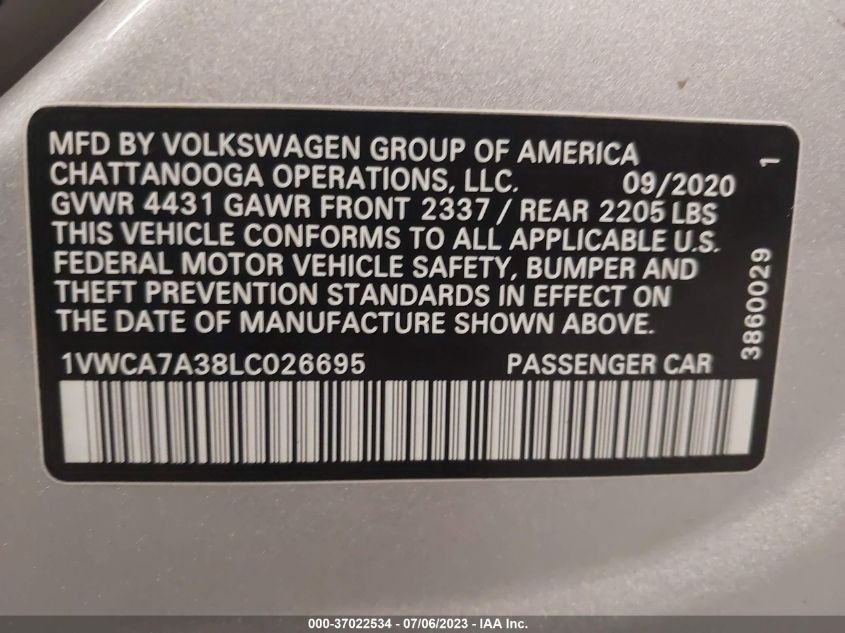 MFD BY VOLKSWAGEN GROUP OF AMERICA
CHATTANOOGA OPERATIONS, LLC. 09/2020
GVWR 4431 GAWR FRONT 2337 / REAR 2205 LBS
THIS VEHICLE CONFORMS TO ALL APPLICABLE U.S.
FEDERAL MOTOR VEHICLE SAFETY, BUMPER AND
THEFT PREVENTION STANDARDS IN EFFECT ON
THE DATE OF MANUFACTURE SHOWN ABOVE.
1VWCA7A38LC026695 PASSENGER CAR
3860029 1
000-37022534 - 07/06/2023 - IAA Inc.